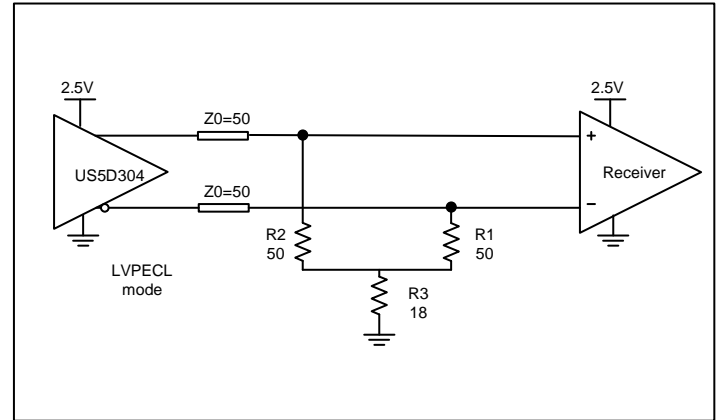 2.5V
2.5V
Z0=50
+
US5D304
Receiver
Z0=50
−
R2
50
R1
50
LVPECL
mode
R3
18